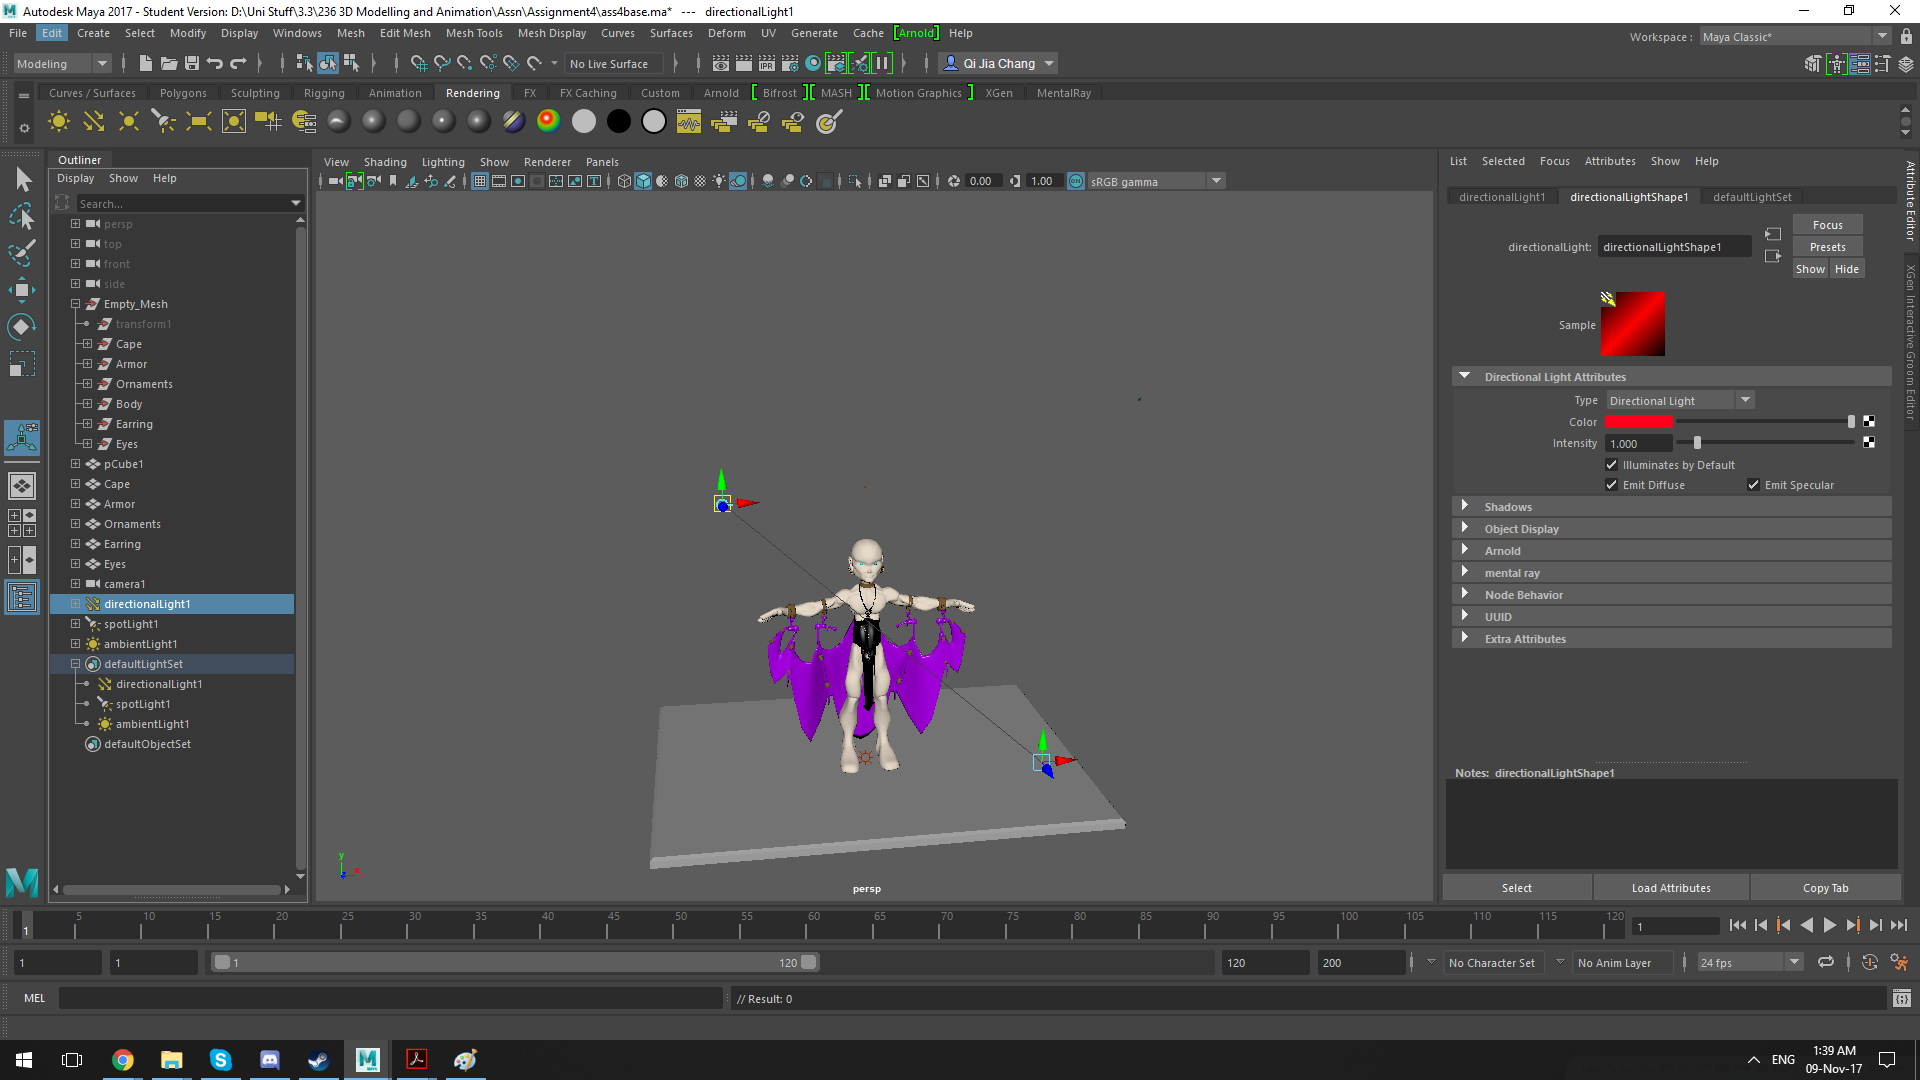 Autodesk Maya 2017 - Student Version: D:\Uni Stuff\3.3\236 3D Modelling and Animation\Assn\Assignment4\ass4base.ma*   ---   directionalLight1
File Edit Create Select Modify Display Windows Mesh Edit Mesh Mesh Tools Mesh Display Curves Surfaces Deform UV Generate Cache [Arnold] Help
Workspace : Maya Classic*
Modeling No Live Surface Qi Jia Chang
Curves / Surfaces Polygons Sculpting Rigging Animation Rendering FX FX Caching Custom Arnold [ Bifrost ][ MASH ][ Motion Graphics ] XGen MentalRay
IPR
Outliner
Display Show Help
Search...
persp
top
front
side
Empty_Mesh
transform1
Cape
Armor
Ornaments
Body
Earring
Eyes
pCube1
Cape
Armor
Ornaments
Earring
Eyes
camera1
directionalLight1
spotLight1
ambientLight1
defaultLightSet
directionalLight1
spotLight1
ambientLight1
defaultObjectSet
View Shading Lighting Show Renderer Panels
0.00 1.00 sRGB gamma
y
x
z
persp
List Selected Focus Attributes Show Help
directionalLight1 directionalLightShape1 defaultLightSet
Focus
directionalLight: directionalLightShape1
Presets
Show Hide
Sample
Directional Light Attributes
Type Directional Light
Color
Intensity 1.000
Illuminates by Default
Emit Diffuse Emit Specular
Shadows
Object Display
Arnold
mental ray
Node Behavior
UUID
Extra Attributes
Notes: directionalLightShape1
Select Load Attributes Copy Tab
Attribute Editor
XGen Interactive Groom Editor
1 5 10 15 20 25 30 35 40 45 50 55 60 65 70 75 80 85 90 95 100 105 110 115 120
1
1 1 1 120 120 200 No Character Set No Anim Layer 24 fps
MEL // Result: 0
ENG
1:39 AM
09-Nov-17